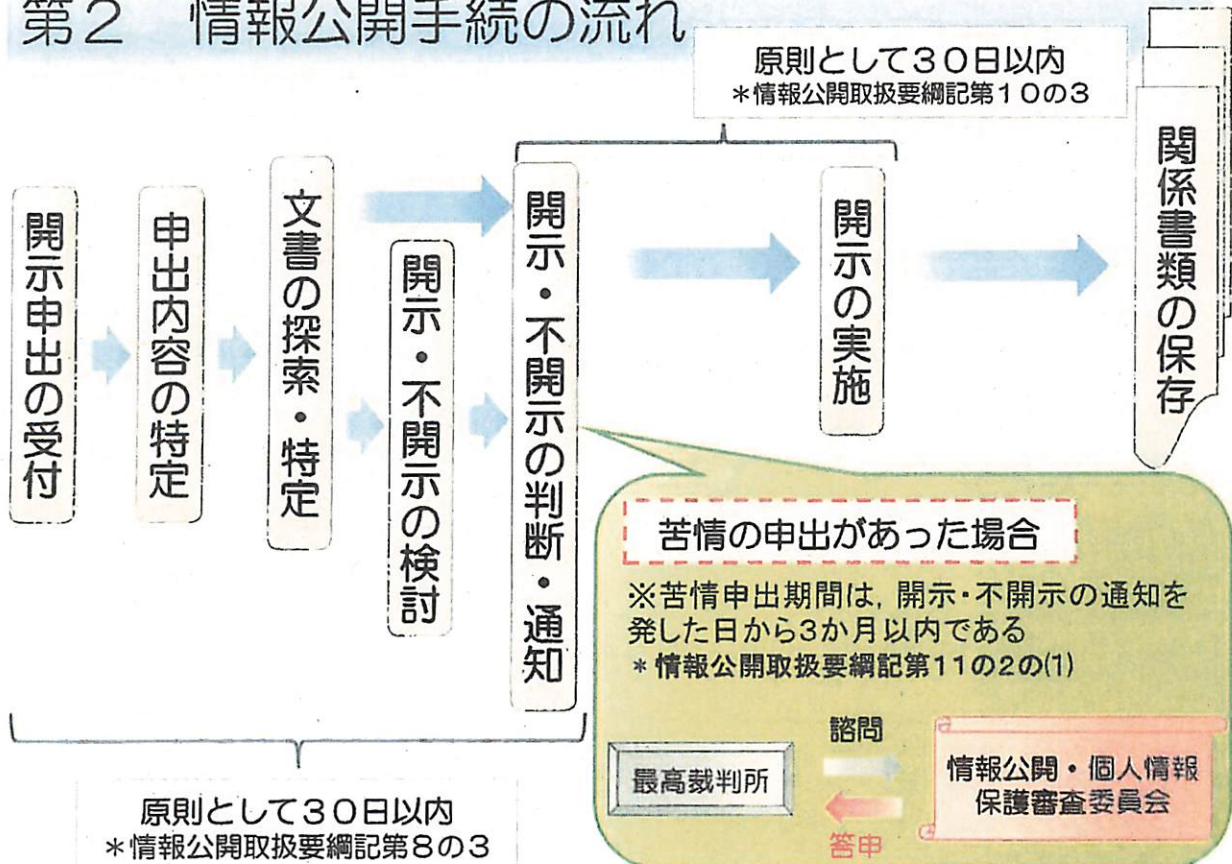 第2 情報公開手続の流れ
原則として30日以内
*情報公開取扱要綱記第10の3
開示申出の受付
申出内容の特定
文書の探索・特定
開示・不開示の検討
開示・不開示の判断・通知
開示の実施
関係書類の保存
原則として30日以内
*情報公開取扱要綱記第8の3
苦情の申出があった場合
※苦情申出期間は,開示・不開示の通知を
発した日から3か月以内である
*情報公開取扱要綱記第11の2の(1)
最高裁判所
諮問
答申
情報公開・個人情報
保護審査委員会